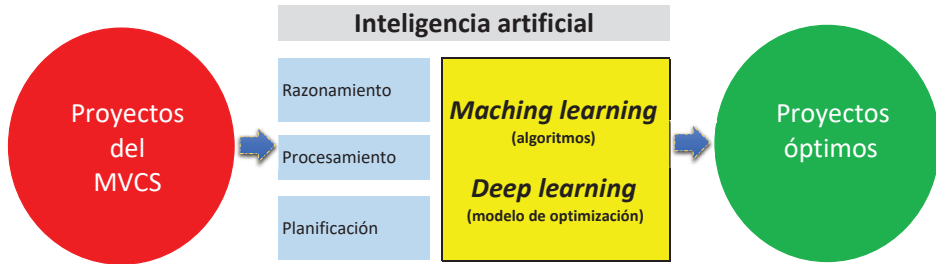 Inteligencia artificial
Proyectos
del
MVCS
Razonamiento
Procesamiento
Planificación
Maching learning
(algoritmos)
Deep learning
(modelo de optimización)
Proyectos
óptimos